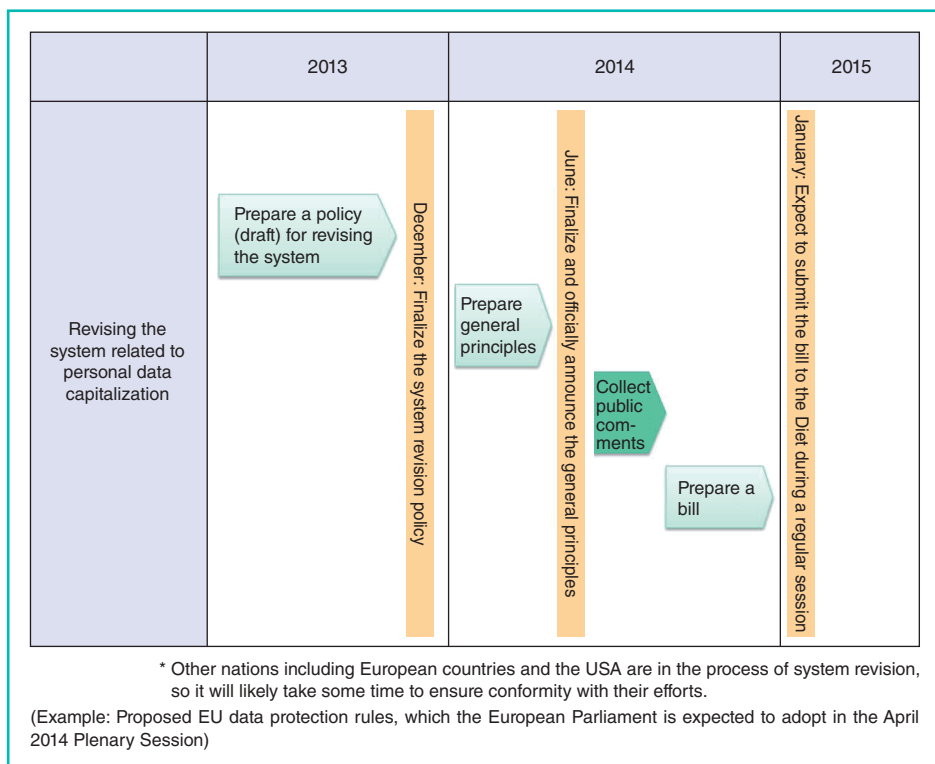 2013
2014
2015
Revising the
system related to
personal data
capitalization
Prepare a policy
(draft) for revising
the system
December: Finalize the system revision policy
Prepare
general
principles
June: Finalize and officially announce the general principles
Collect
public
com-
ments
Prepare a
bill
January: Expect to submit the bill to the Diet during a regular session
* Other nations including European countries and the USA are in the process of system revision,
so it will likely take some time to ensure conformity with their efforts.
(Example: Proposed EU data protection rules, which the European Parliament is expected to adopt in the April
2014 Plenary Session)